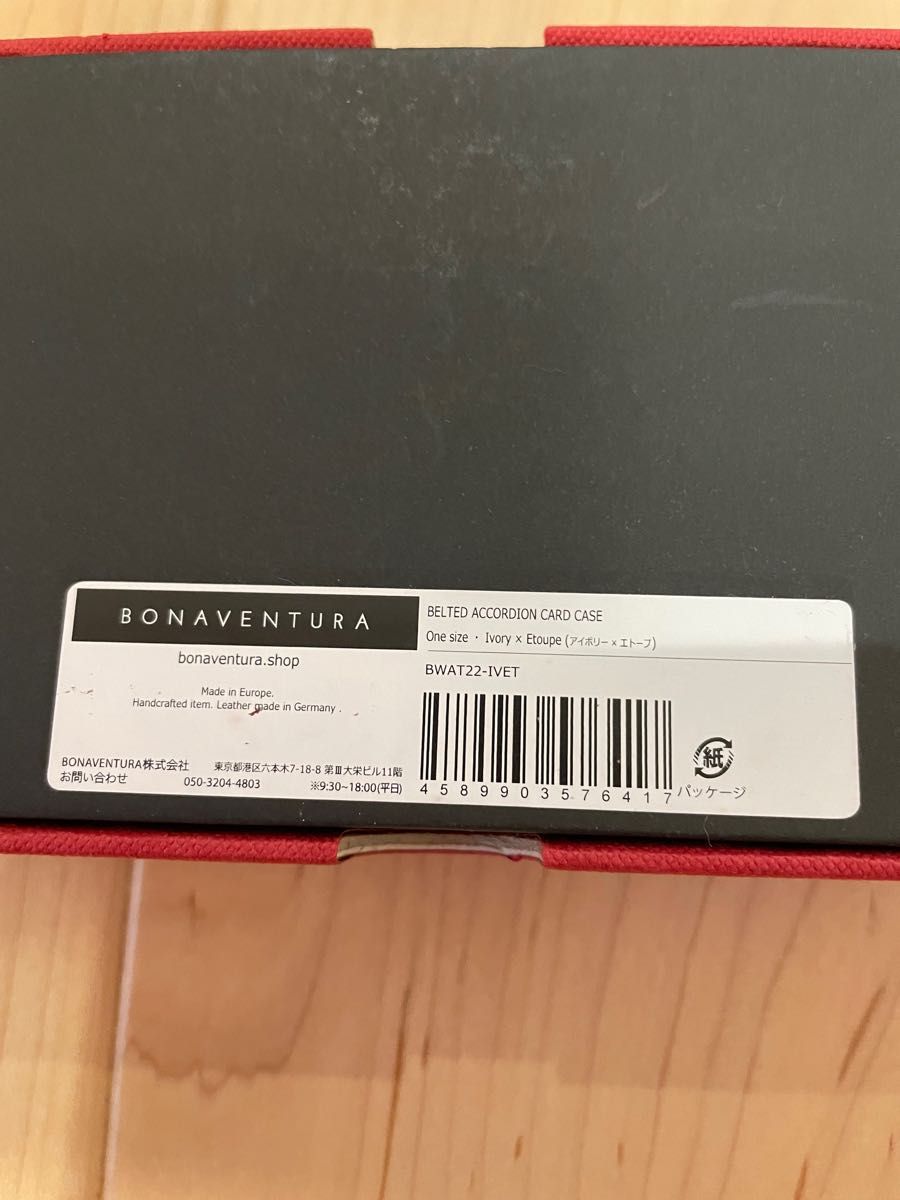 BONAVENTURA
bonaventura.shop
Made in Europe.
Handcrafted item. Leather made in Germany .
BONAVENTURA株式会社 東京都港区六本木7-18-8 第Ⅲ大栄ビル11階
お問い合わせ 050-3204-4803 ※9:30~18:00(平日)
BELTED ACCORDION CARD CASE
One size ・ Ivory × Etoupe (アイボリー × エトープ)
BWAT22-IVET
4589903576417
紙
パッケージ